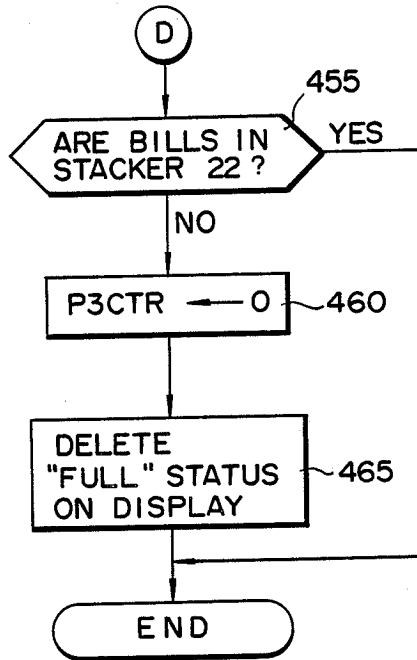 D
455
ARE BILLS IN
STACKER 22?
YES
NO
P3CTR ← 0
460
DELETE
"FULL" STATUS
ON DISPLAY
465
END